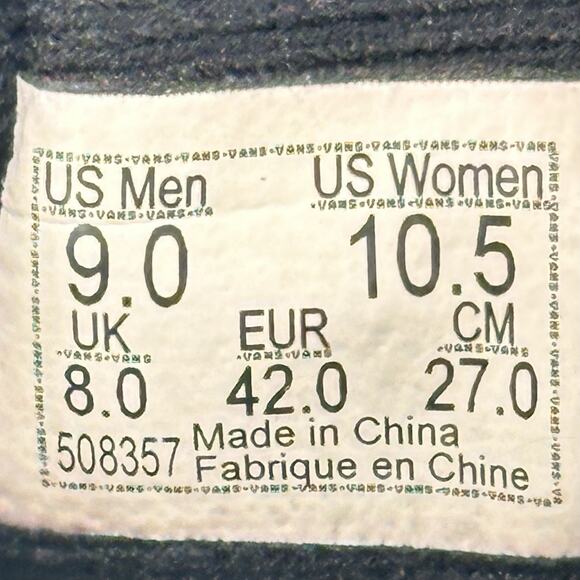 US Men US Women
9.0 10.5
UK EUR CM
8.0 42.0 27.0
508357 Made in China
Fabrique en Chine